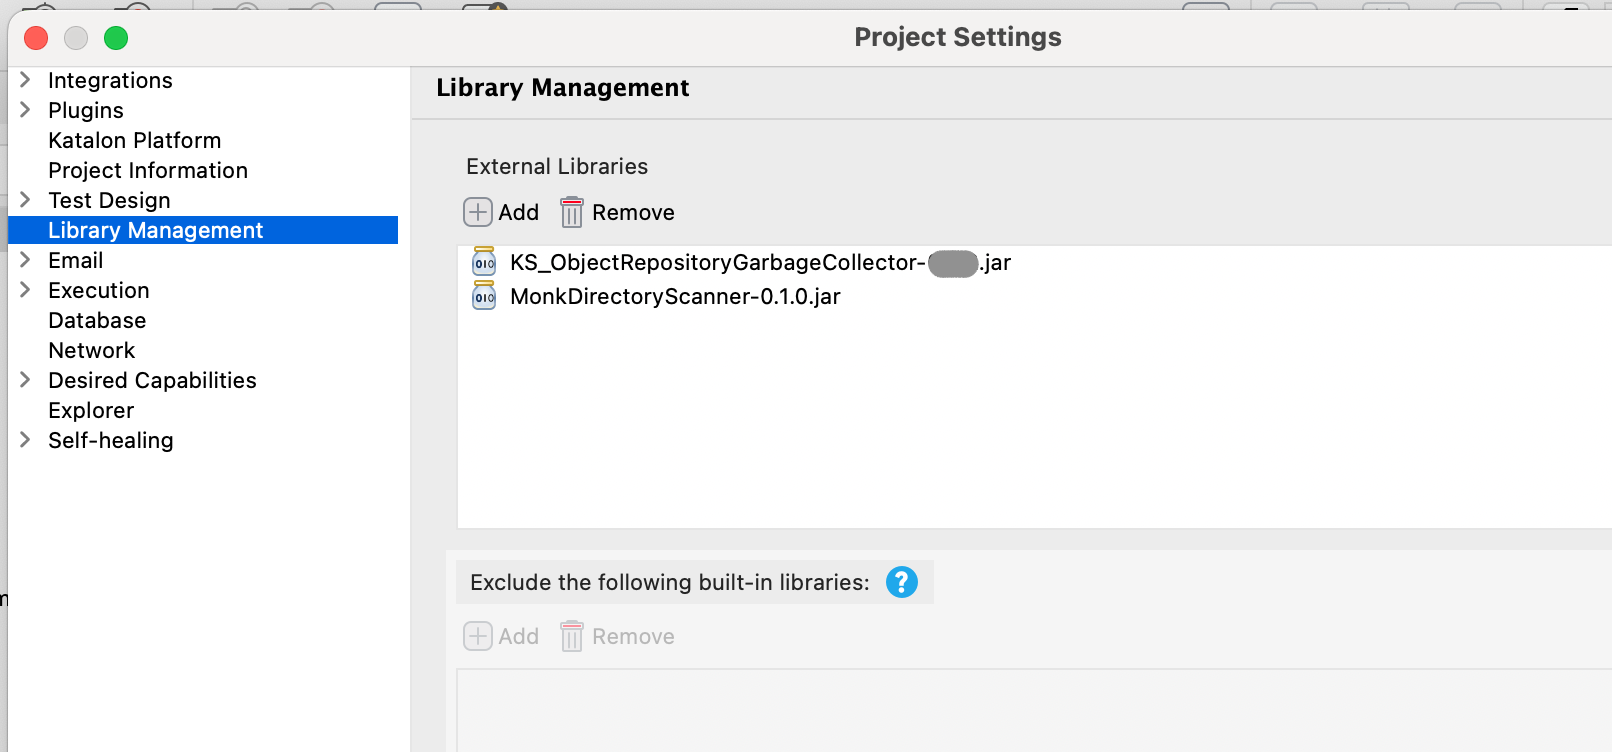 Project Settings
Integrations
Plugins
Katalon Platform
Project Information
Test Design
Library Management
Email
Execution
Database
Network
Desired Capabilities
Explorer
Self-healing
Library Management
External Libraries
Add Remove
KS_ObjectRepositoryGarbageCollector- .jar
MonkDirectoryScanner-0.1.0.jar
Exclude the following built-in libraries: ?
Add Remove